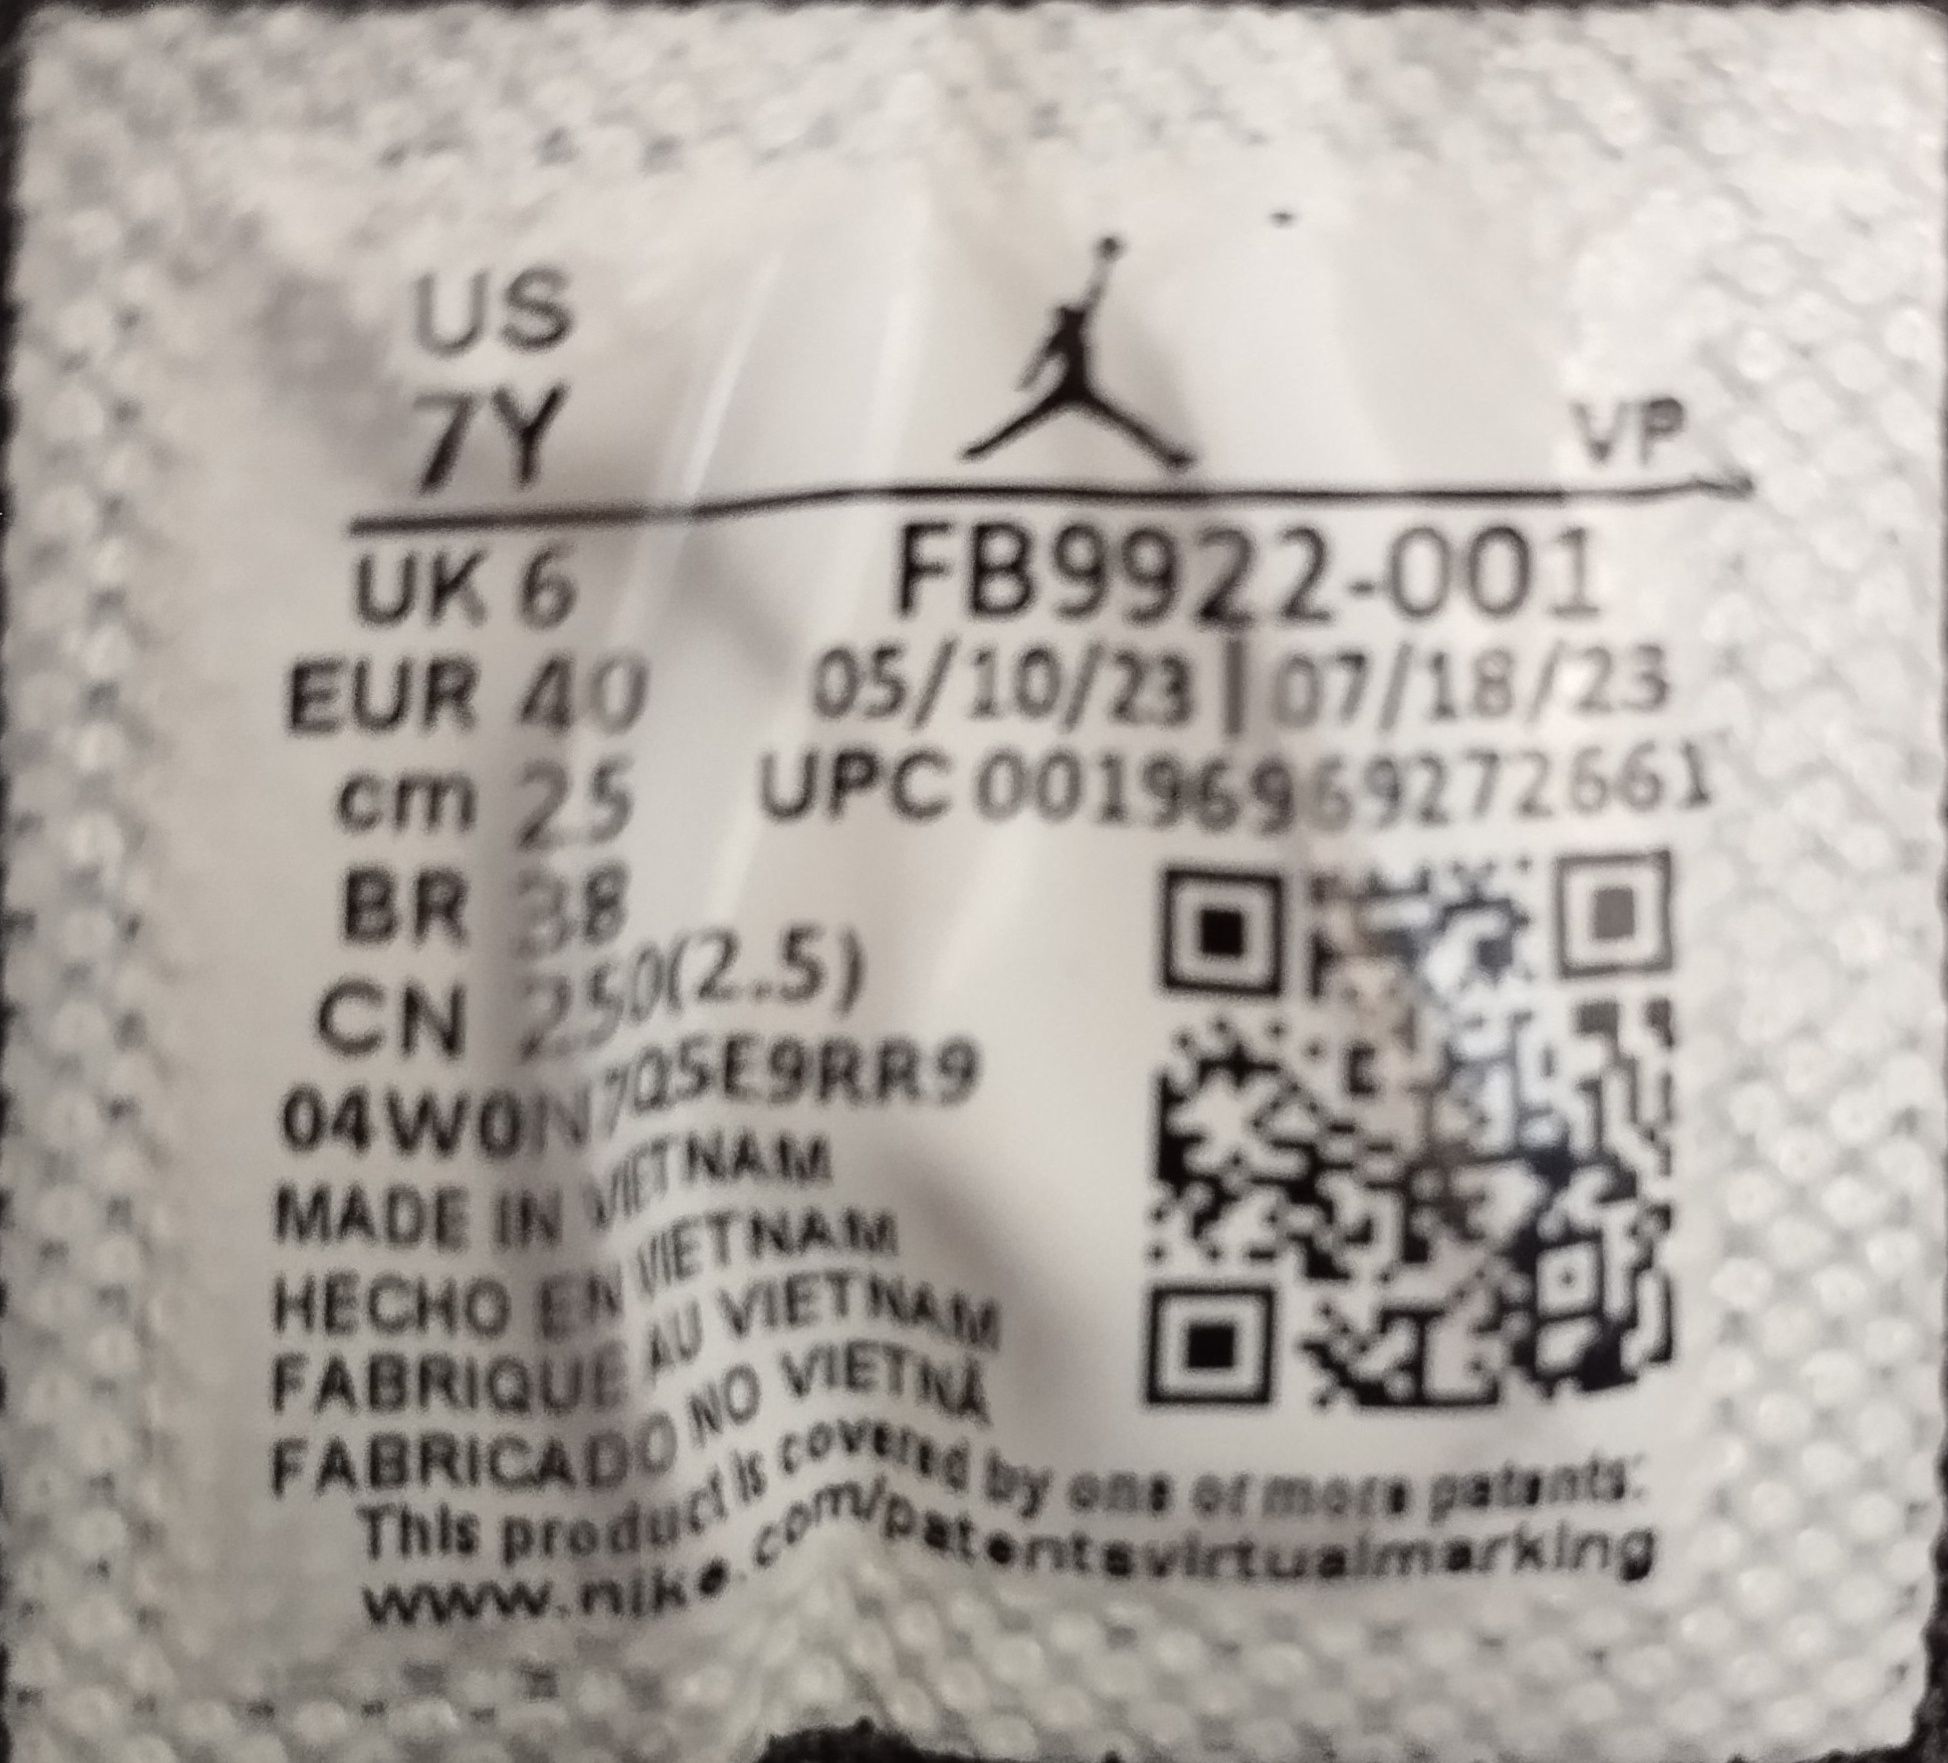 US
7Y
VP
UK 6
FB9922-001
EUR 40
05/10/23 | 07/18/23
cm 25
UPC 00196969272661
BR 38
CN 250(2.5)
04W0N7Q5E9RR9
MADE IN VIETNAM
HECHO EN VIETNAM
FABRIQUE AU VIETNAM
FABRICADO NO VIETNÃ
This product is covered by one or more patents:
www.nike.com/patentsvirtualmarking